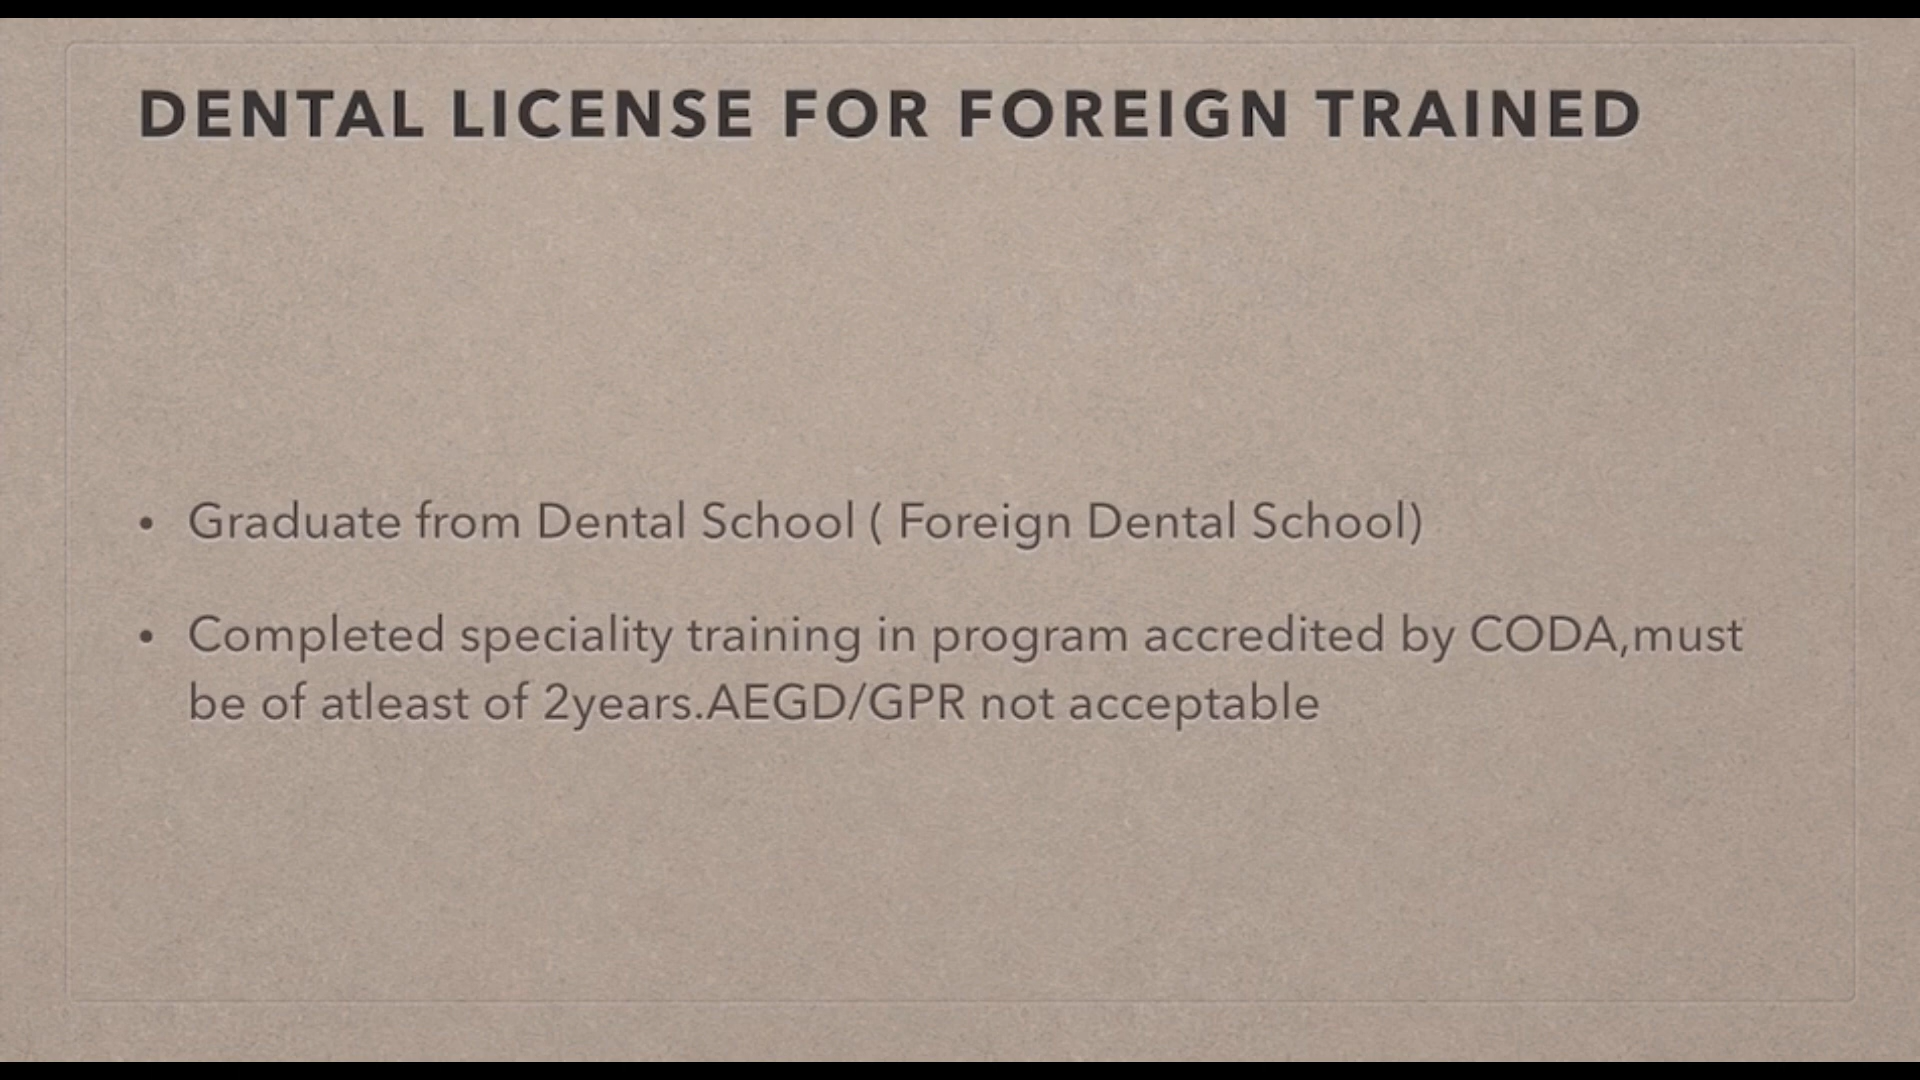 DENTAL LICENSE FOR FOREIGN TRAINED
• Graduate from Dental School ( Foreign Dental School)
• Completed speciality training in program accredited by CODA,must
be of atleast of 2years.AEGD/GPR not acceptable